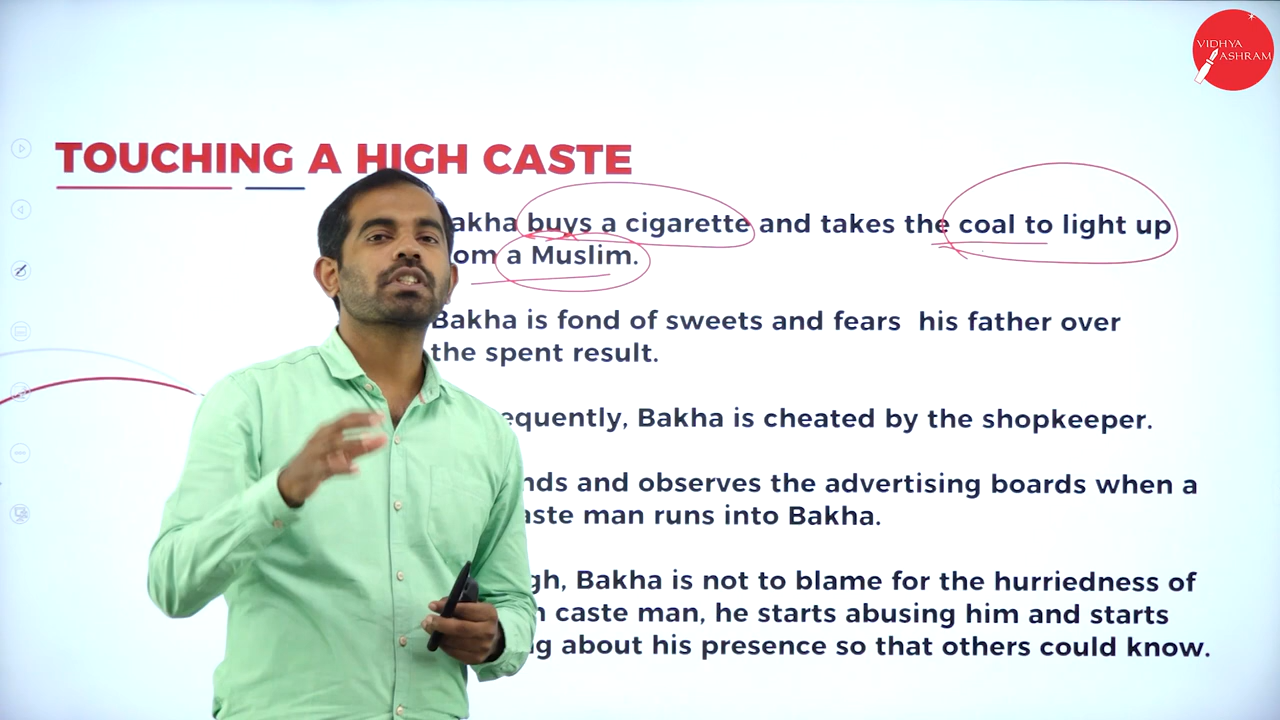 VIDHYA
ASHRAM
TOUCHING A HIGH CASTE
akha buys a cigarette and takes the coal to light up
om a Muslim.
Bakha is fond of sweets and fears his father over
the spent result.
equently, Bakha is cheated by the shopkeeper.
nds and observes the advertising boards when a
aste man runs into Bakha.
gh, Bakha is not to blame for the hurriedness of
caste man, he starts abusing him and starts
g about his presence so that others could know.